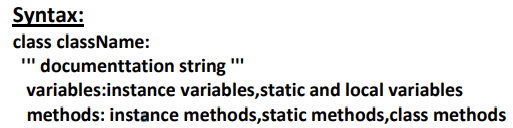 Syntax:
class className:
''' documenttation string '''
variables:instance variables,static and local variables
methods: instance methods,static methods,class methods